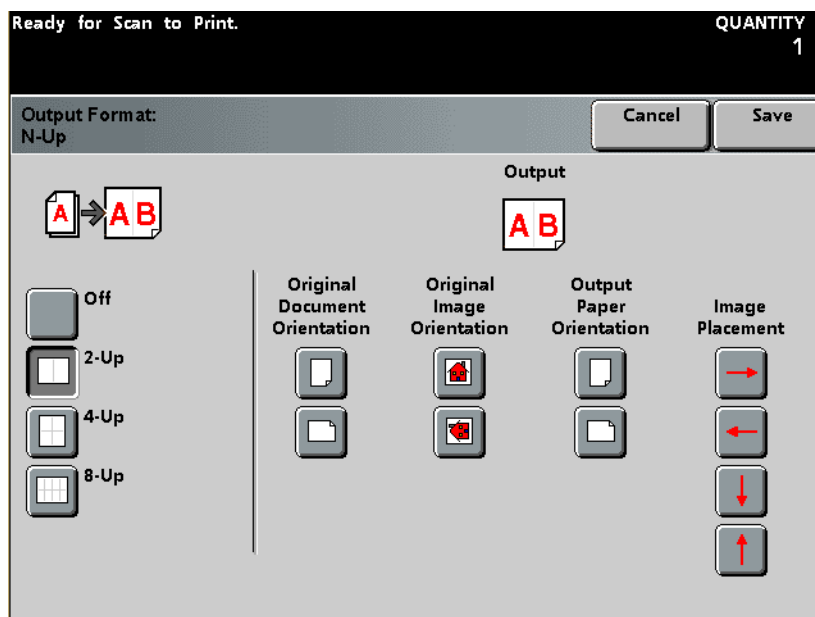 Ready for Scan to Print.
QUANTITY
1
Output Format:
N-Up
Cancel
Save
A
A B
Output
A B
Off
2-Up
4-Up
8-Up
Original
Document
Orientation
Original
Image
Orientation
Output
Paper
Orientation
Image
Placement